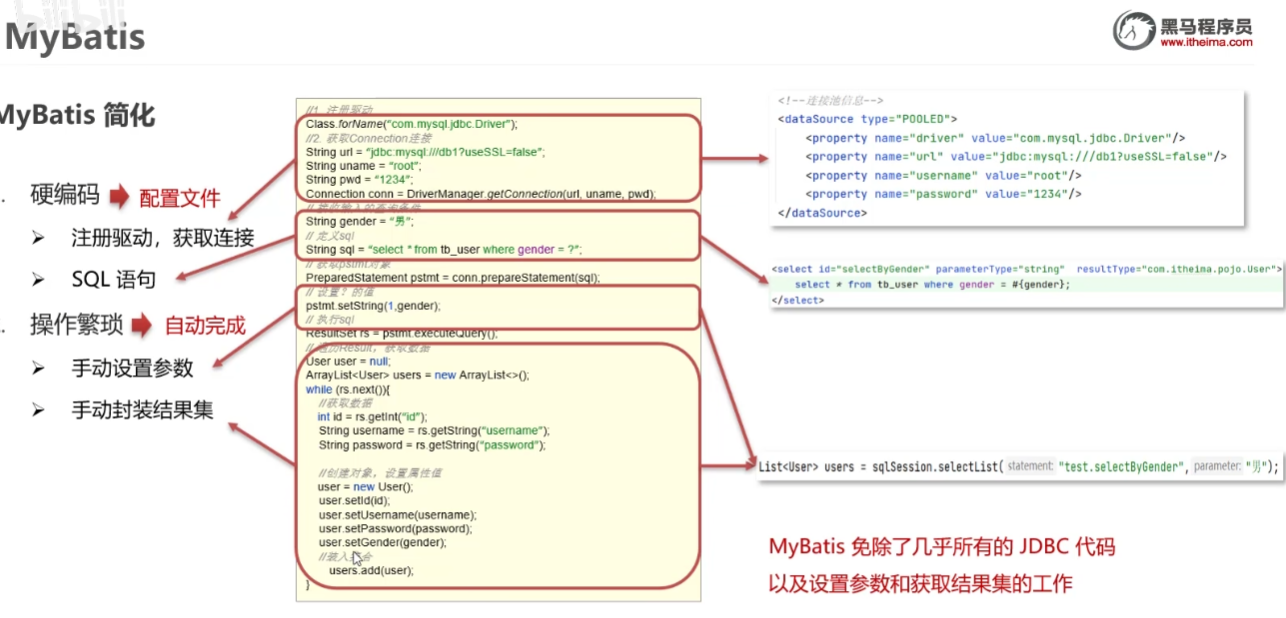 bilibili
MyBatis
黑马程序员
www.itheima.com
MyBatis 简化
. 硬编码 配置文件
➢ 注册驱动，获取连接
➢ SQL 语句
. 操作繁琐 自动完成
➢ 手动设置参数
➢ 手动封装结果集
//1. 注册驱动
Class.forName("com.mysql.jdbc.Driver");
//2. 获取Connection连接
String url = "jdbc:mysql:///db1?useSSL=false";
String uname = "root";
String pwd = "1234";
Connection conn = DriverManager.getConnection(url, uname, pwd);
String gender = "男";
// 定义sql
String sql = "select * from tb_user where gender = ?";
// 获取pstmt对象
PreparedStatement pstmt = conn.prepareStatement(sql);
// 设置？的值
pstmt.setString(1,gender);
// 执行sql
ResultSet rs = pstmt.executeQuery();
// 遍历Result，获取数据
User user = null;
ArrayList<User> users = new ArrayList<>();
while (rs.next()){
//获取数据
int id = rs.getInt("id");
String username = rs.getString("username");
String password = rs.getString("password");
//创建对象，设置属性值
user = new User();
user.setId(id);
user.setUsername(username);
user.setPassword(password);
user.setGender(gender);
//装入集合
users.add(user);
}
<!--连接池信息-->
<dataSource type="POOLED">
<property name="driver" value="com.mysql.jdbc.Driver"/>
<property name="url" value="jdbc:mysql:///db1?useSSL=false"/>
<property name="username" value="root"/>
<property name="password" value="1234"/>
</dataSource>
<select id="selectByGender" parameterType="string" resultType="com.itheima.pojo.User">
select * from tb_user where gender = #{gender};
</select>
List<User> users = sqlSession.selectList( statement: "test.selectByGender", parameter: "男");
MyBatis 免除了几乎所有的 JDBC 代码
以及设置参数和获取结果集的工作